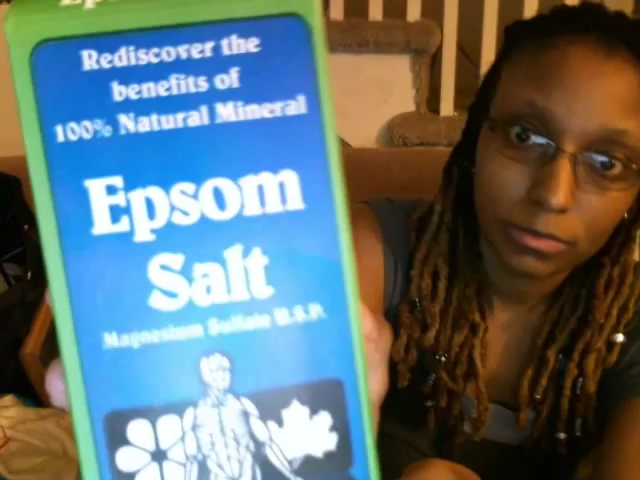 Rediscover the
benefits of
100% Natural Mineral
Epsom
Salt
Magnesium Sulfate U.S.P.